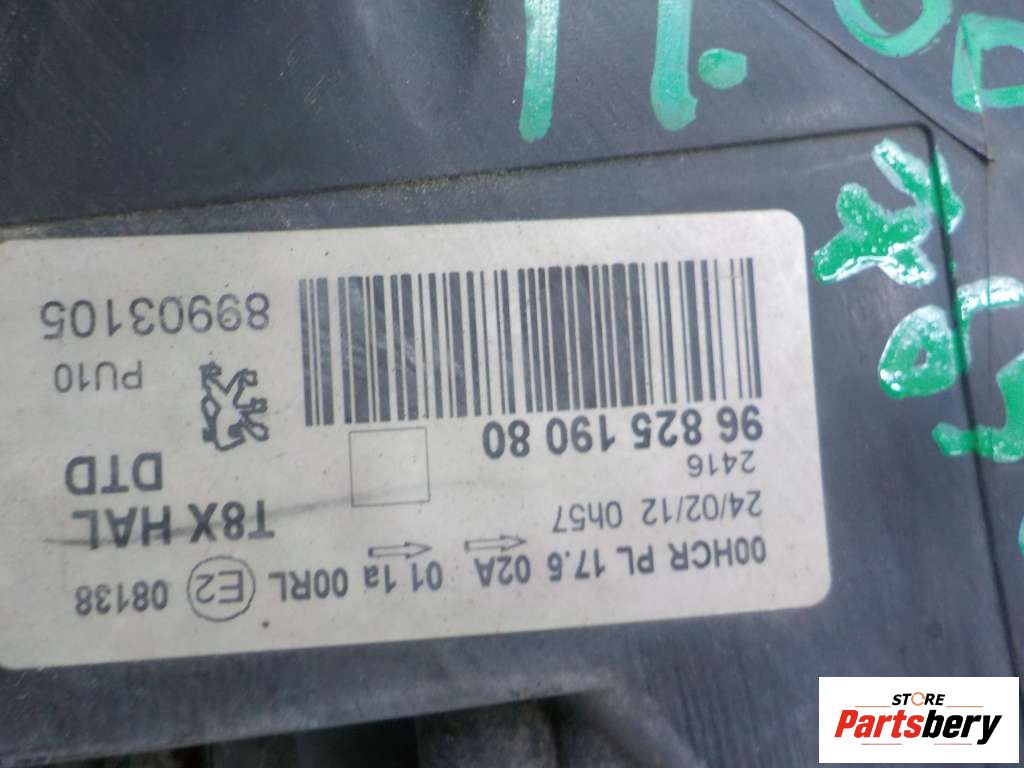 00HCR PL 17.5 02A ⇦ ⇦ 01 1a 00RL E2 08138
24/02/12 0h57
T8X HAL
2416
DTD
96 825 190 80
PU10
89903105
STORE
Partsbery